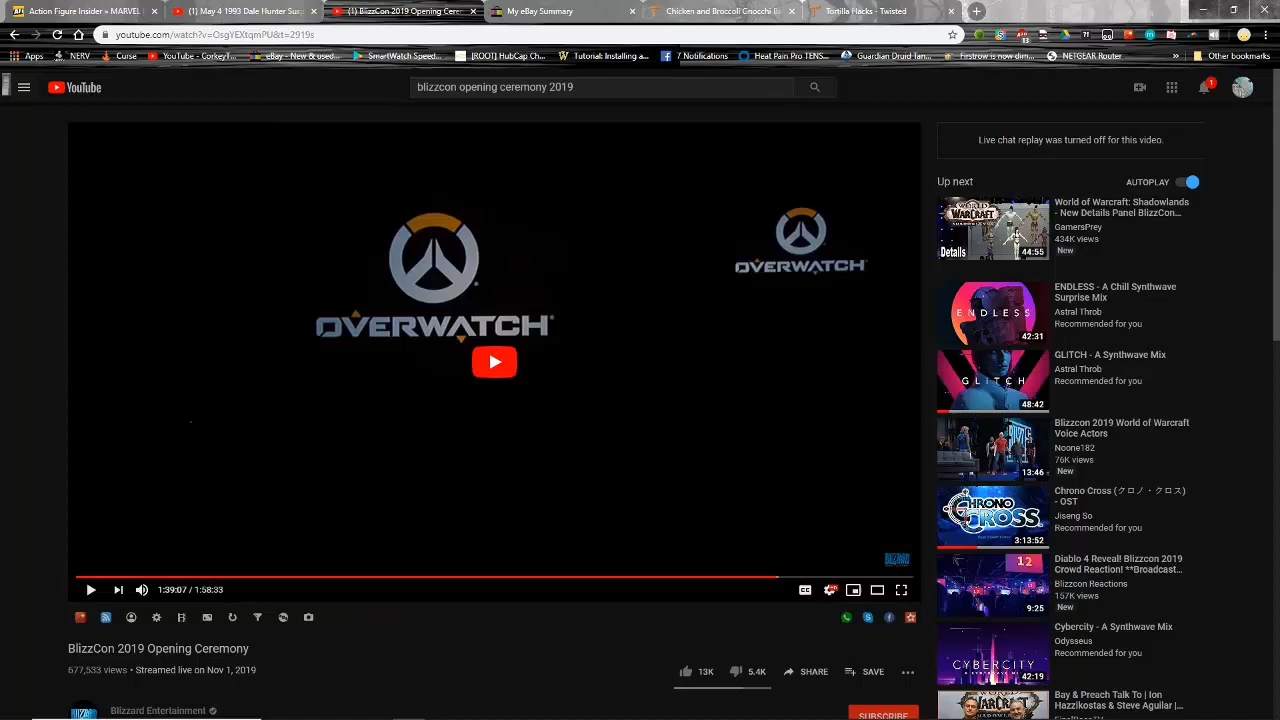 Action Figure Insider » MARVEL
(1) May 4 1993 Dale Hunter Sus
(1) BlizzCon 2019 Opening Cere
My eBay Summary
Chicken and Broccoli Gnocchi B
Tortilla Hacks - Twisted
youtube.com/watch?v=OsgYEXtqmPU&t=2919s
Apps
Curse
YouTube - CorkeyT...
eBay - New & used...
SmartWatch Speed...
[ROOT] HubCap Ch...
Tutorial: Installing a...
7 Notifications
Heat Pain Pro TENS...
Guardian Druid Tan...
Firstrow is now dim...
NETGEAR Router
»
Other bookmarks
YouTube
blizzcon opening ceremony 2019
1
Live chat replay was turned off for this video.
Up next
AUTOPLAY
OVERWATCH
OVERWATCH
WORLD WARCRAFT
Details
44:55
World of Warcraft: Shadowlands
- New Details Panel BlizzCon...
GamersPrey
434K views
New
ENDLESS
42:31
ENDLESS - A Chill Synthwave
Surprise Mix
Astral Throb
Recommended for you
GLITCH
48:42
GLITCH - A Synthwave Mix
Astral Throb
Recommended for you
13:46
Blizzcon 2019 World of Warcraft
Voice Actors
Noone182
76K views
New
CHRONO CROSS
3:13:52
Chrono Cross (クロノ・クロス)
- OST
Jiseng So
Recommended for you
12
9:25
Diablo 4 Reveal! Blizzcon 2019
Crowd Reaction! **Broadcast...
Blizzcon Reactions
157K views
New
CYBERCITY
42:19
Cybercity - A Synthwave Mix
Odysseus
Recommended for you
Bay & Preach Talk To | Ion
Hazzikostas & Steve Aguilar |...
BLIZZARD
1:39:07 / 1:58:33
CC
BlizzCon 2019 Opening Ceremony
677,533 views • Streamed live on Nov 1, 2019
13K
5.4K
SHARE
SAVE
Blizzard Entertainment
SUBSCRIBE